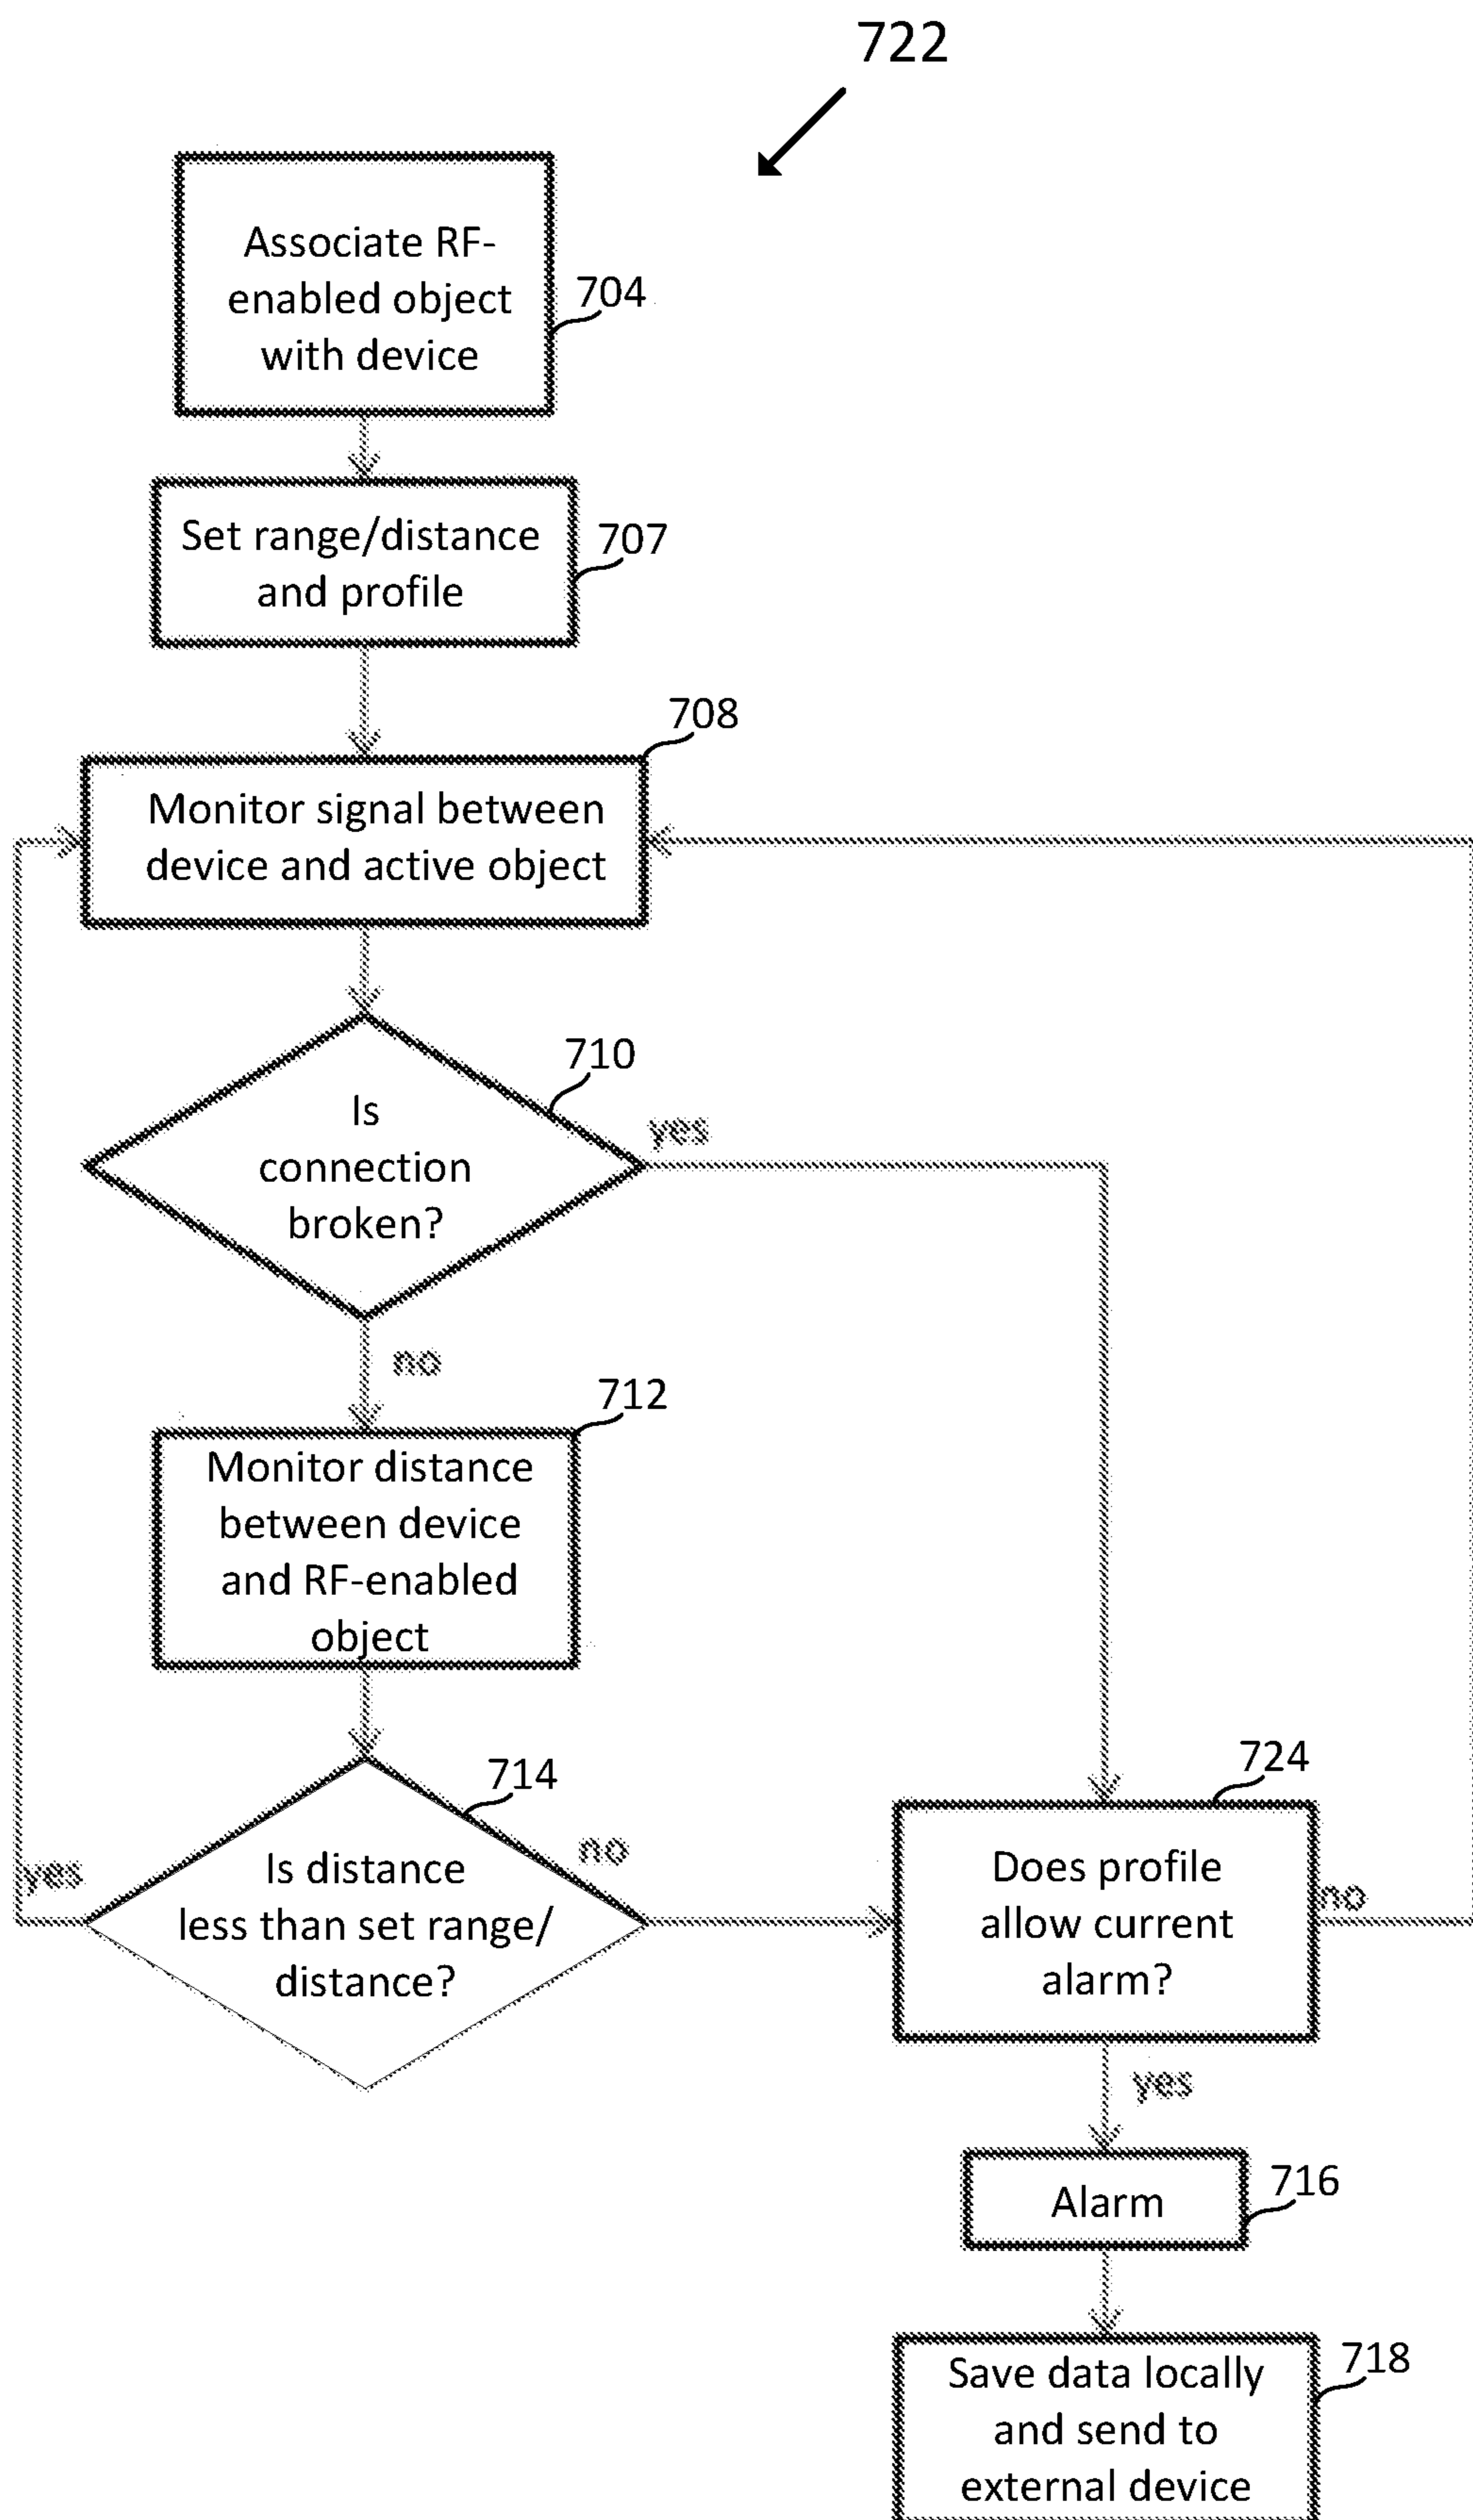 722
Associate RF-
enabled object
with device
704
Set range/distance
and profile
707
708
Monitor signal between
device and active object
710
Is
connection
broken?
yes
no
712
Monitor distance
between device
and RF-enabled
object
714
Is distance
less than set range/
distance?
yes
no
724
Does profile
allow current
alarm?
no
yes
Alarm
716
Save data locally
and send to
external device
718